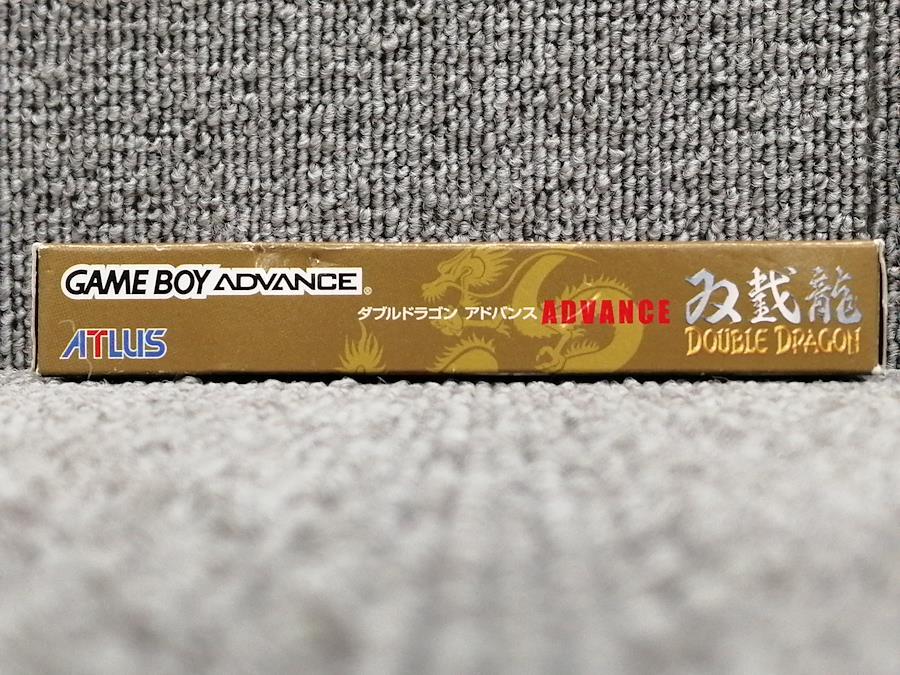 GAME BOY ADVANCE®
ATLUS
ダブルドラゴン アドバンス ADVANCE
双截龍
DOUBLE DRAGON